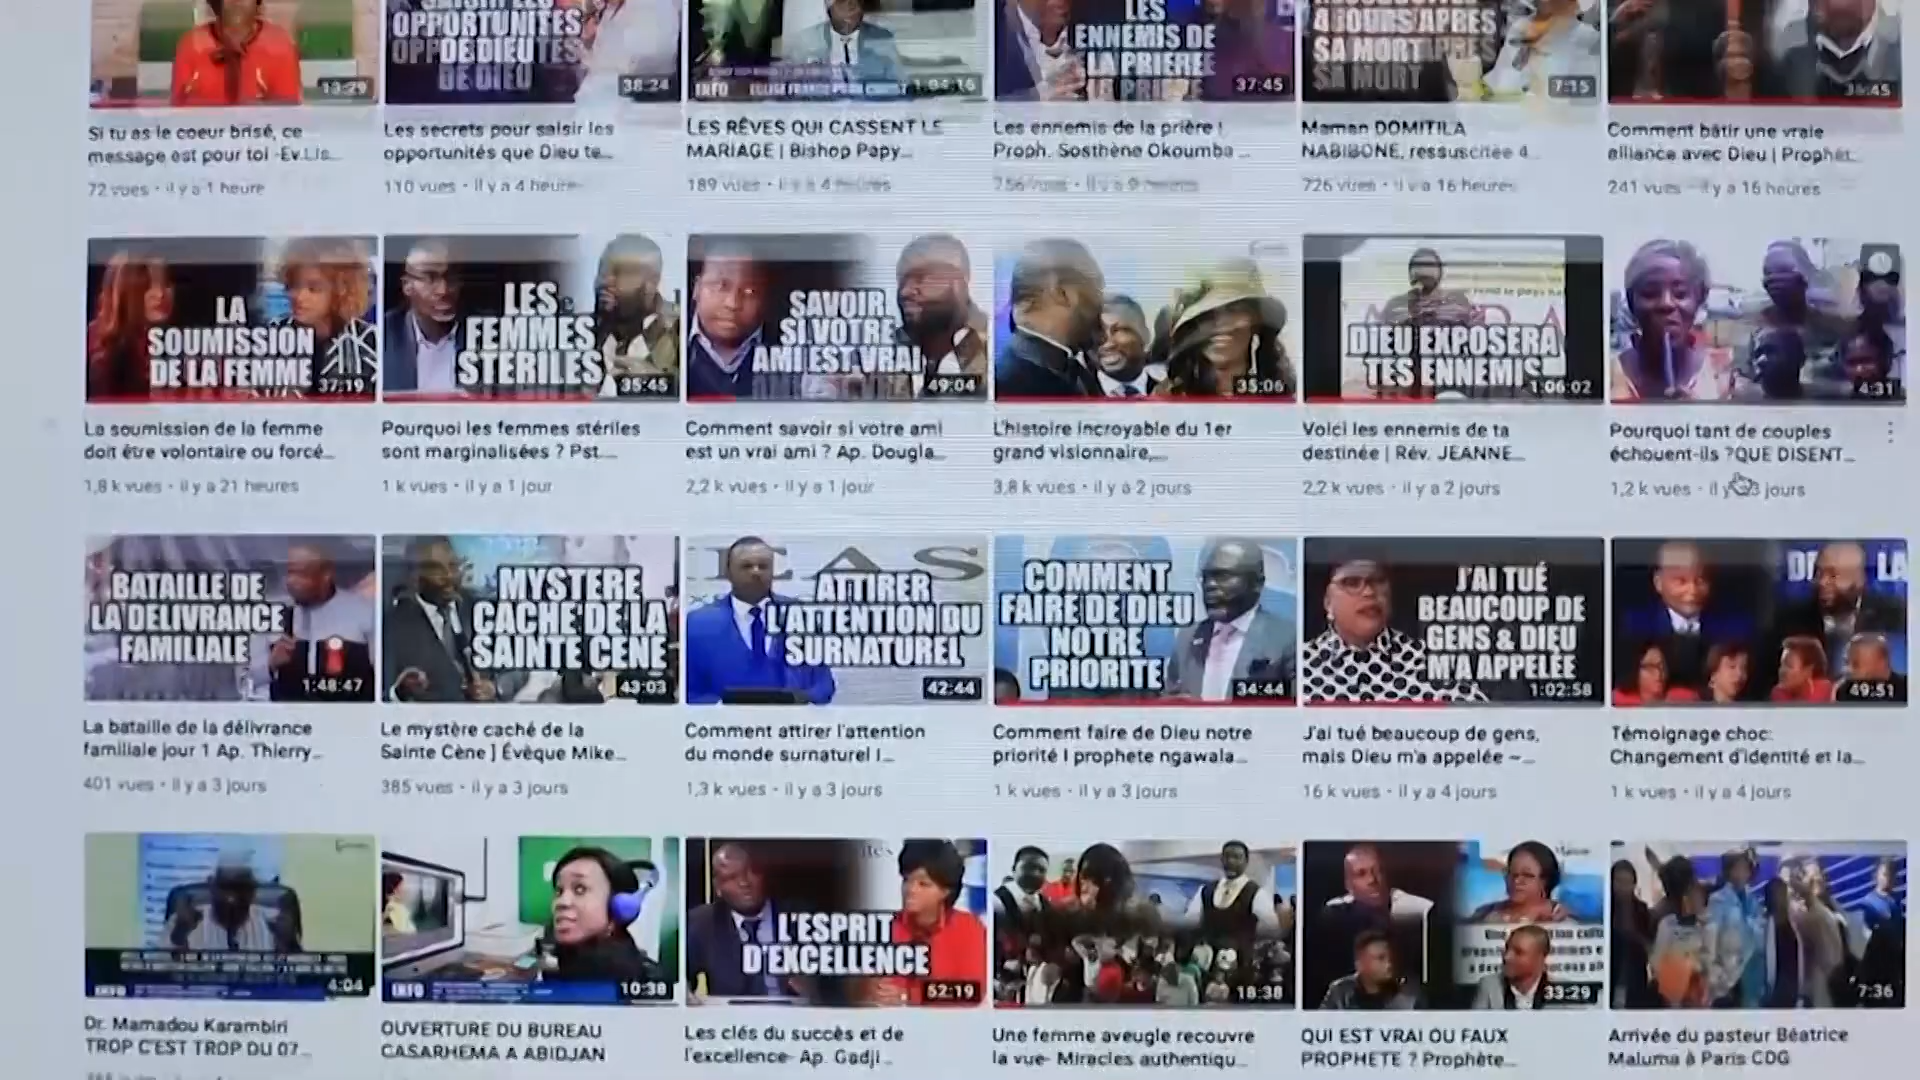 OPPORTUNITES
DE DIEU
38:24
INFO
1:04:16
LES
ENNEMIS DE
LA PRIERE
37:45
SA MORT
7:15
Si tu as le coeur brisé, ce
message est pour toi -Ev.Lis...
72 vues • il y a 1 heure
Les secrets pour saisir les
opportunités que Dieu te...
110 vues • Il y a 4 heures
LES RÊVES QUI CASSENT LE
MARIAGE | Bishop Papy...
189 vues • Il y a 4 heures
Les ennemis de la prière !
Proph. Sosthène Okoumba ...
756 vues • Il y a 9 heures
Maman DOMITILA
NABIBONE, ressuscitée 4
726 vues • il y a 16 heures
Comment bâtir une vraie
alliance avec Dieu | Prophèt...
241 vues • il y a 16 heures
LA
SOUMISSION
DE LA FEMME
37:19
LES
FEMMES
STERILES
35:45
SAVOIR
SI VOTRE
AMI EST VRAI
49:04
35:06
DIEU EXPOSERA
TES ENNEMIS
1:06:02
4:31
La soumission de la femme
doit être volontaire ou forcé...
1,8 k vues • il y a 21 heures
Pourquoi les femmes stériles
sont marginalisées ? Pst....
1 k vues • il y a 1 jour
Comment savoir si votre ami
est un vrai ami ? Ap. Dougla...
2,2 k vues • il y a 1 jour
L'histoire incroyable du 1er
grand visionnaire,...
3,8 k vues • il y a 2 jours
Voici les ennemis de ta
destinée | Rév. JEANNE...
2,2 k vues • il y a 2 jours
Pourquoi tant de couples
échouent-ils ?QUE DISENT...
1,2 k vues • il y a 3 jours
BATAILLE DE
LA DELIVRANCE
FAMILIALE
1:48:47
MYSTERE
CACHE DE LA
SAINTE CENE
43:03
EAS
ATTIRER
L'ATTENTION DU
SURNATUREL
42:44
COMMENT
FAIRE DE DIEU
NOTRE
PRIORITE
34:44
J'AI TUÉ
BEAUCOUP DE
GENS & DIEU
M'A APPELÉE
1:02:58
49:51
La bataille de la délivrance
familiale jour 1 Ap. Thierry...
401 vues • il y a 3 jours
Le mystère caché de la
Sainte Cène ] Évèque Mike...
385 vues • il y a 3 jours
Comment attirer l'attention
du monde surnaturel I...
1,3 k vues • il y a 3 jours
Comment faire de Dieu notre
priorité I prophete ngawala...
1 k vues • il y a 3 jours
J'ai tué beaucoup de gens,
mais Dieu m'a appelée ~...
16 k vues • il y a 4 jours
Témoignage choc:
Changement d'identité et la...
1 k vues • il y a 4 jours
INFO
4:04
INFO
10:38
L'ESPRIT
D'EXCELLENCE
52:19
18:38
33:29
7:36
Dr. Mamadou Karambiri
TROP C'EST TROP DU 07...
OUVERTURE DU BUREAU
CASARHEMA A ABIDJAN
Les clés du succès et de
l'excellence- Ap. Gadji...
Une femme aveugle recouvre
la vue- Miracles authentiqu...
QUI EST VRAI OU FAUX
PROPHETE ? Prophète...
Arrivée du pasteur Béatrice
Maluma à Paris CDG